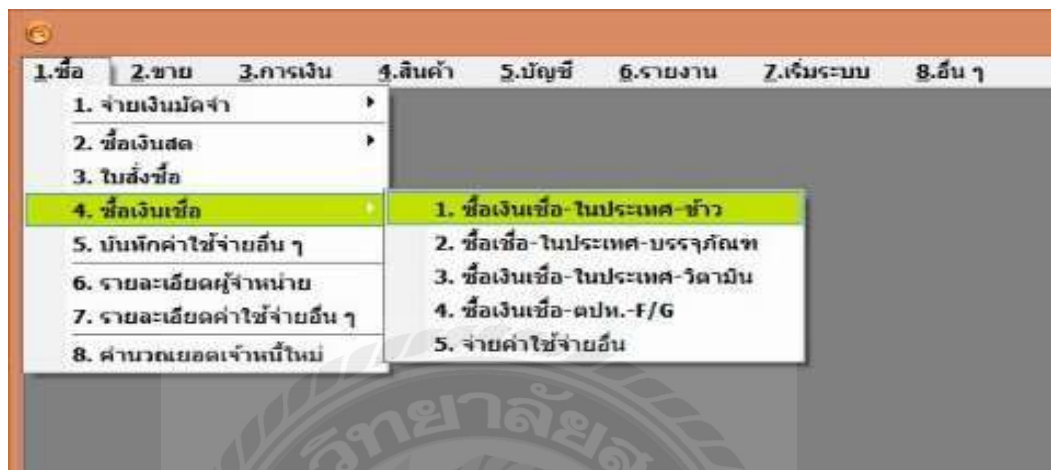 1.ซื้อ 2.ขาย 3.การเงิน 4.สินค้า 5.บัญชี 6.รายงาน 7.เริ่มระบบ 8.อื่น ๆ
1. จ่ายเงินมัดจำ
2. ซื้อเงินสด
3. ใบสั่งซื้อ
4. ซื้อเงินเชื่อ
5. บันทึกค่าใช้จ่ายอื่น ๆ
6. รายละเอียดผู้จำหน่าย
7. รายละเอียดค่าใช้จ่ายอื่น ๆ
8. คำนวณยอดเจ้าหนี้ใหม่
1. ซื้อเงินเชื่อ-ในประเทศ-ข้าว
2. ซื้อเชื่อ-ในประเทศ-บรรจุภัณฑ
3. ซื้อเงินเชื่อ-ในประเทศ-วิตามิน
4. ซื้อเงินเชื่อ-ตปท.-F/G
5. จ่ายค่าใช้จ่ายอื่น